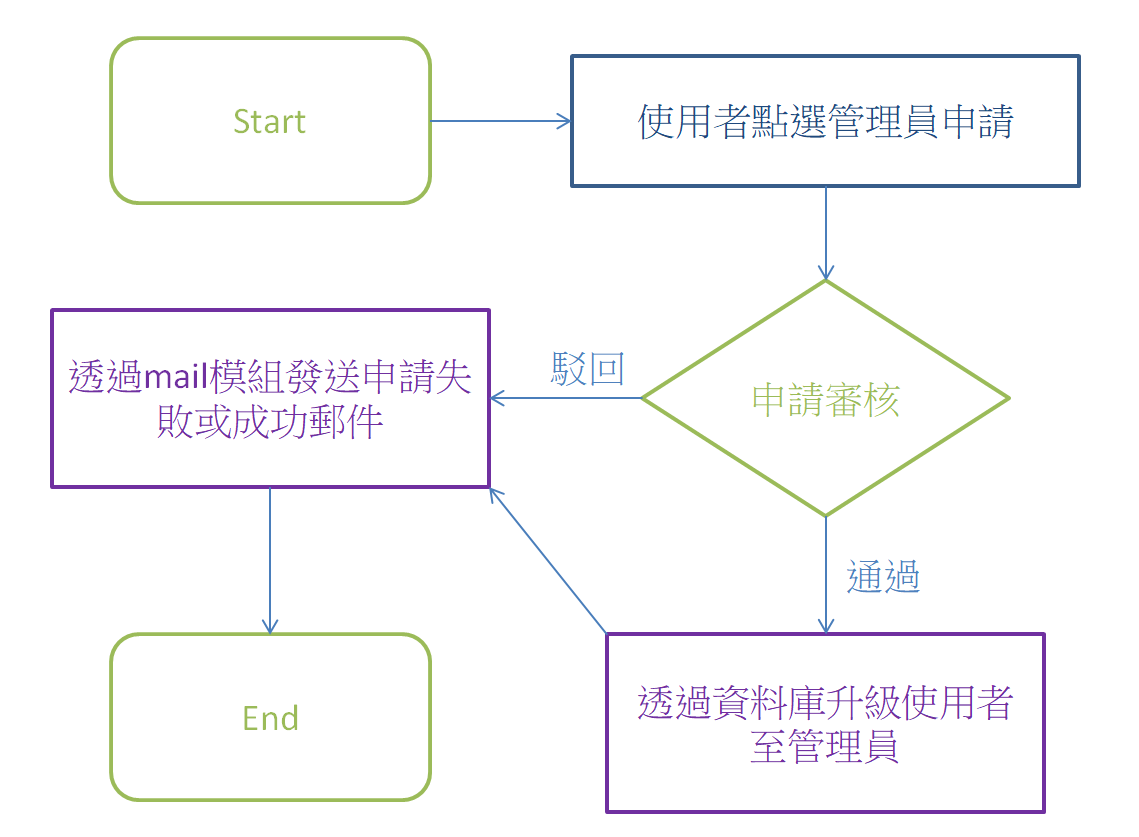 Start
使用者點選管理員申請
申請審核
駁回
透過mail模組發送申請失
敗或成功郵件
通過
透過資料庫升級使用者
至管理員
End